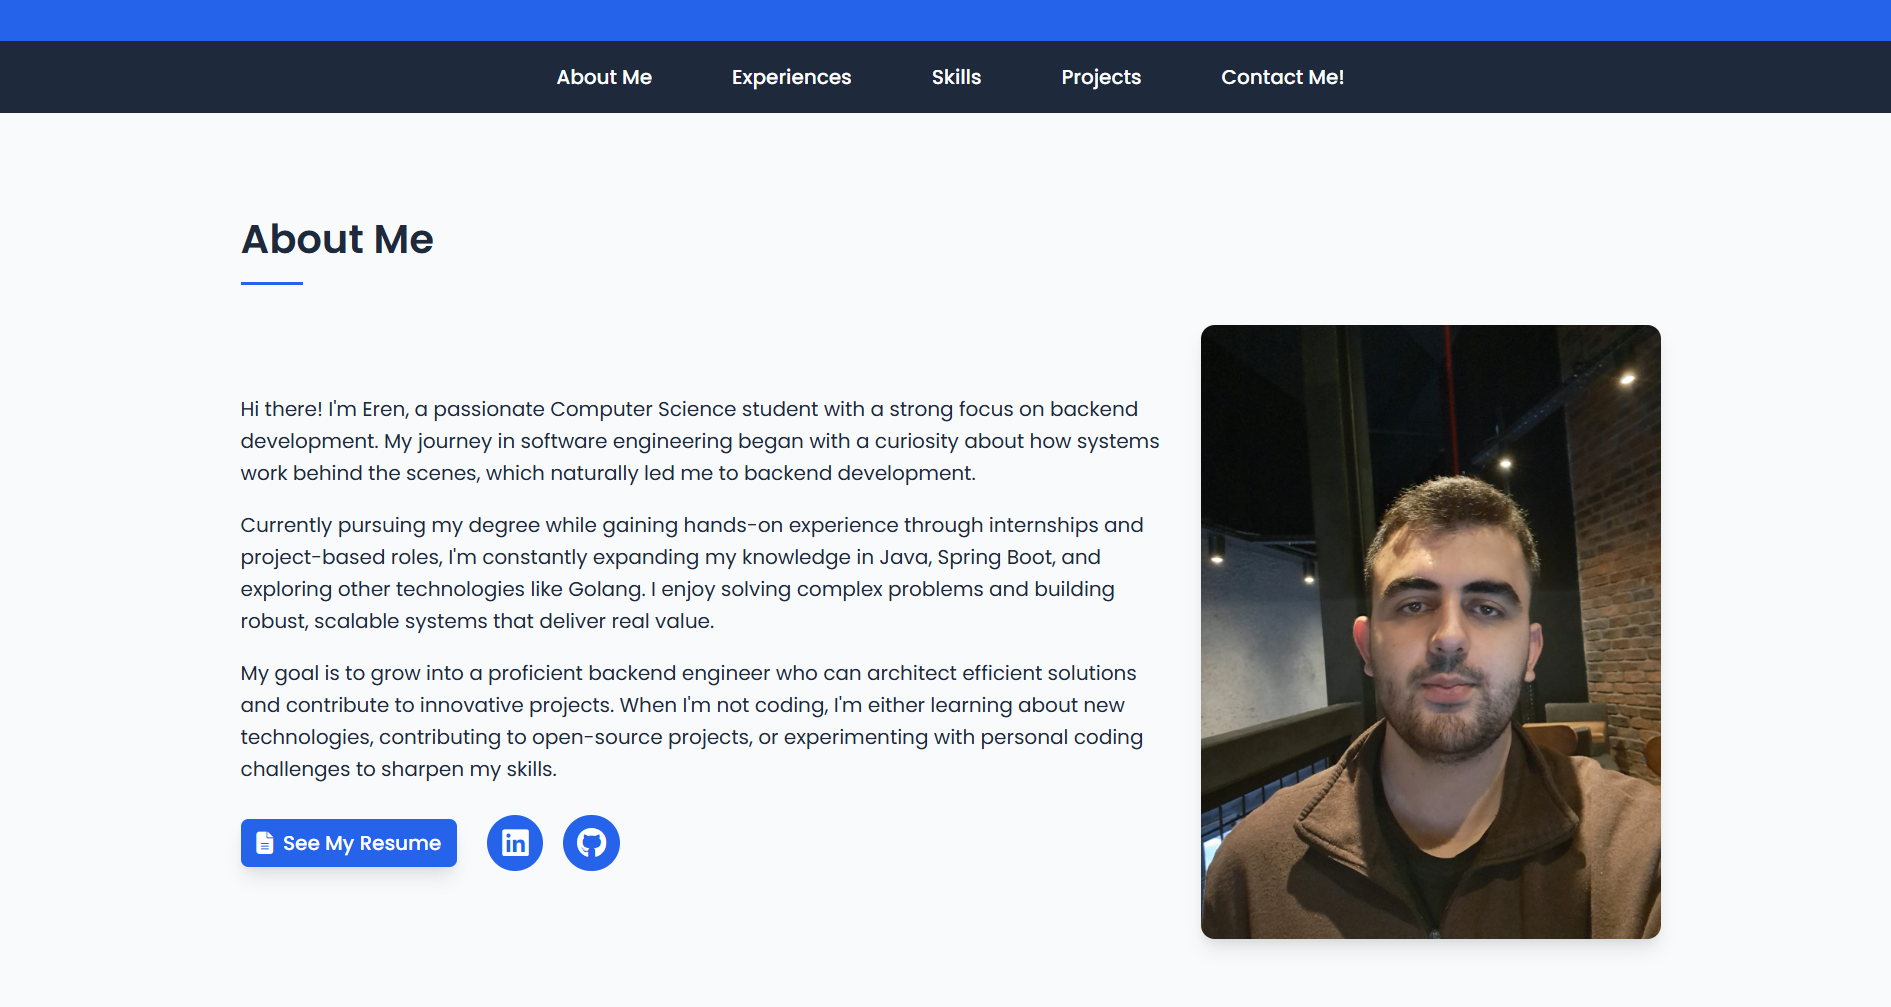 About Me
Experiences
Skills
Projects
Contact Me!
About Me
Hi there! I'm Eren, a passionate Computer Science student with a strong focus on backend
development. My journey in software engineering began with a curiosity about how systems
work behind the scenes, which naturally led me to backend development.
Currently pursuing my degree while gaining hands-on experience through internships and
project-based roles, I'm constantly expanding my knowledge in Java, Spring Boot, and
exploring other technologies like Golang. I enjoy solving complex problems and building
robust, scalable systems that deliver real value.
My goal is to grow into a proficient backend engineer who can architect efficient solutions
and contribute to innovative projects. When I'm not coding, I'm either learning about new
technologies, contributing to open-source projects, or experimenting with personal coding
challenges to sharpen my skills.
See My Resume
in